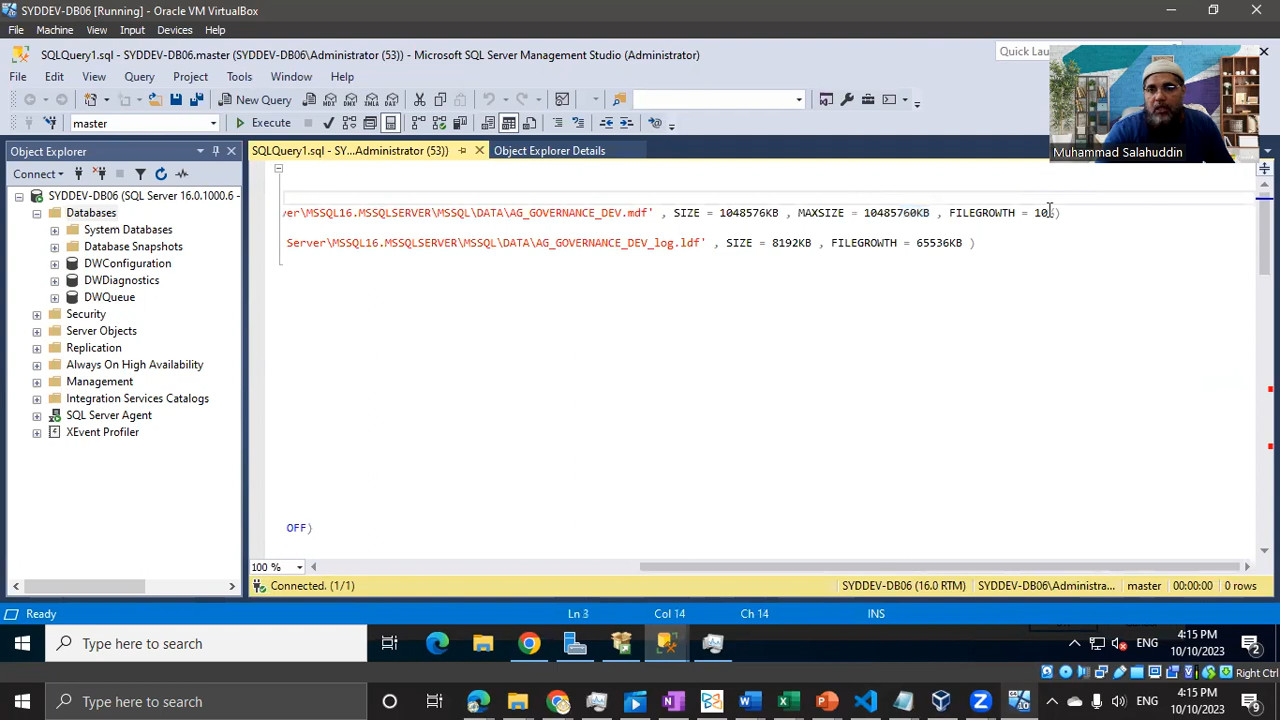 SYDDEV-DB06 [Running] - Oracle VM VirtualBox
File Machine View Input Devices Help
SQLQuery1.sql - SYDDEV-DB06.master (SYDDEV-DB06\Administrator (53)) - Microsoft SQL Server Management Studio (Administrator)
Quick Lau
File Edit View Query Project Tools Window Help
New Query
master
Execute
Muhammad Salahuddin
Object Explorer
SQLQuery1.sql - SY...Administrator (53))
Object Explorer Details
Connect
SYDDEV-DB06 (SQL Server 16.0.1000.6 -
Databases
System Databases
Database Snapshots
DWConfiguration
DWDiagnostics
DWQueue
Security
Server Objects
Replication
Always On High Availability
Management
Integration Services Catalogs
SQL Server Agent
XEvent Profiler
er\MSSQL16.MSSQLSERVER\MSSQL\DATA\AG_GOVERNANCE_DEV.mdf' , SIZE = 1048576KB , MAXSIZE = 10485760KB , FILEGROWTH = 10%)
Server\MSSQL16.MSSQLSERVER\MSSQL\DATA\AG_GOVERNANCE_DEV_log.ldf' , SIZE = 8192KB , FILEGROWTH = 65536KB )
OFF)
100 %
Connected. (1/1)
SYDDEV-DB06 (16.0 RTM)
SYDDEV-DB06\Administra...
master
00:00:00
0 rows
Ready
Ln 3
Col 14
Ch 14
INS
Type here to search
ENG
4:15 PM
10/10/2023
2
Right Ctrl
Type here to search
ENG
4:15 PM
10/10/2023